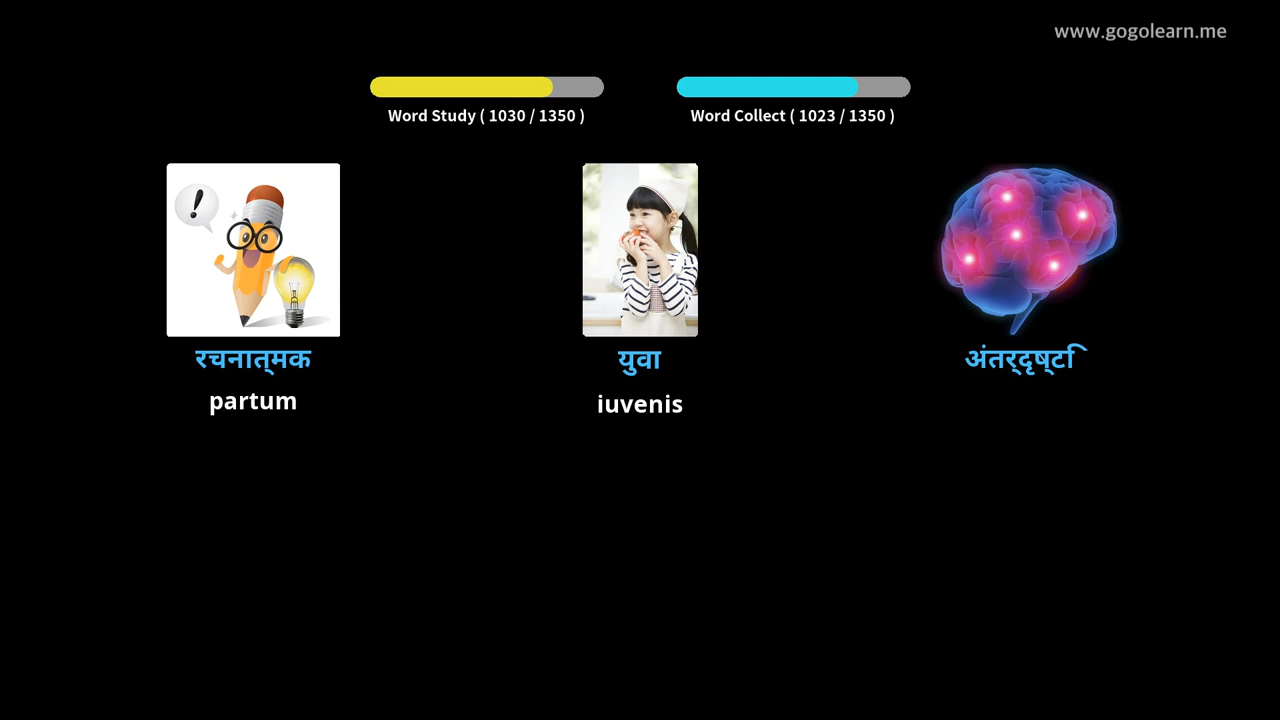 www.gogolearn.me
Word Study ( 1030 / 1350 )
Word Collect ( 1023 / 1350 )
!
रचनात्मक
युवा
अंतर्दृष्टि
partum
iuvenis